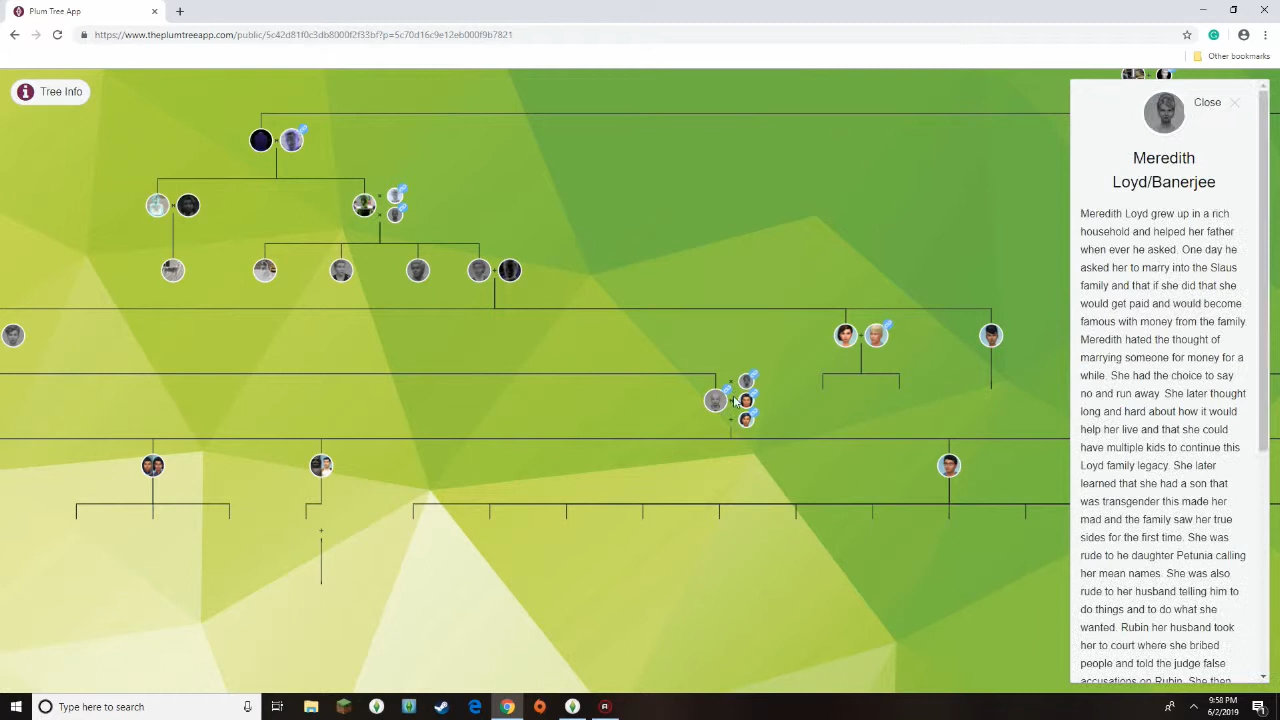 Plum Tree App
https://www.theplumtreeapp.com/public/5c42d81f0c3db8000f2f33bf?p=5c70d16c9e12eb000f9b7821
Other bookmarks
Tree Info
Close
Meredith
Loyd/Banerjee
Meredith Loyd grew up in a rich
household and helped her father
when ever he asked. One day he
asked her to marry into the Slaus
family and that if she did that she
would get paid and would become
famous with money from the family.
Meredith hated the thought of
marrying someone for money for a
while. She had the choice to say
no and run away. She later thought
long and hard about how it would
help her live and that she could
have multiple kids to continue this
Loyd family legacy. She later
learned that she had a son that
was transgender this made her
mad and the family saw her true
sides for the first time. She was
rude to he daughter Petunia calling
her mean names. She was also
rude to her husband telling him to
do things and to do what she
wanted. Rubin her husband took
her to court where she bribed
people and told the judge false
accusations on Rubin. She then
Type here to search
9:58 PM
6/2/2019